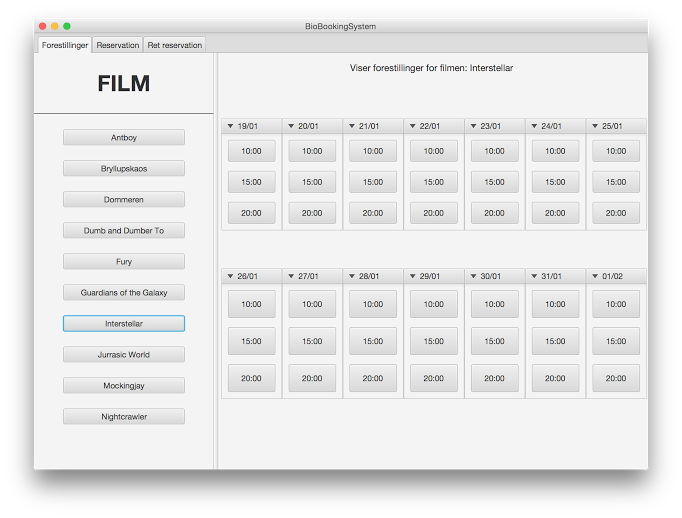 BioBookingSystem
Forestillinger Reservation Ret reservation
FILM
Antboy
Bryllupskaos
Dommeren
Dumb and Dumber To
Fury
Guardians of the Galaxy
Interstellar
Jurrasic World
Mockingjay
Nightcrawler
Viser forestillinger for filmen: Interstellar
19/01 20/01 21/01 22/01 23/01 24/01 25/01
10:00 10:00 10:00 10:00 10:00 10:00 10:00
15:00 15:00 15:00 15:00 15:00 15:00 15:00
20:00 20:00 20:00 20:00 20:00 20:00 20:00
26/01 27/01 28/01 29/01 30/01 31/01 01/02
10:00 10:00 10:00 10:00 10:00 10:00 10:00
15:00 15:00 15:00 15:00 15:00 15:00 15:00
20:00 20:00 20:00 20:00 20:00 20:00 20:00